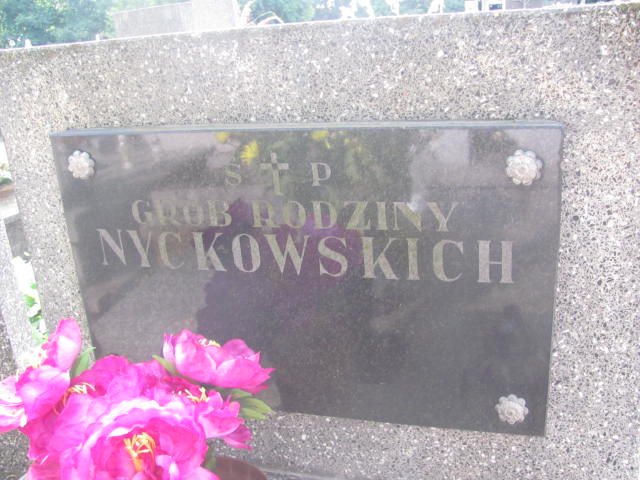 S † P
GRÓB RODZINY
NYCKOWSKICH